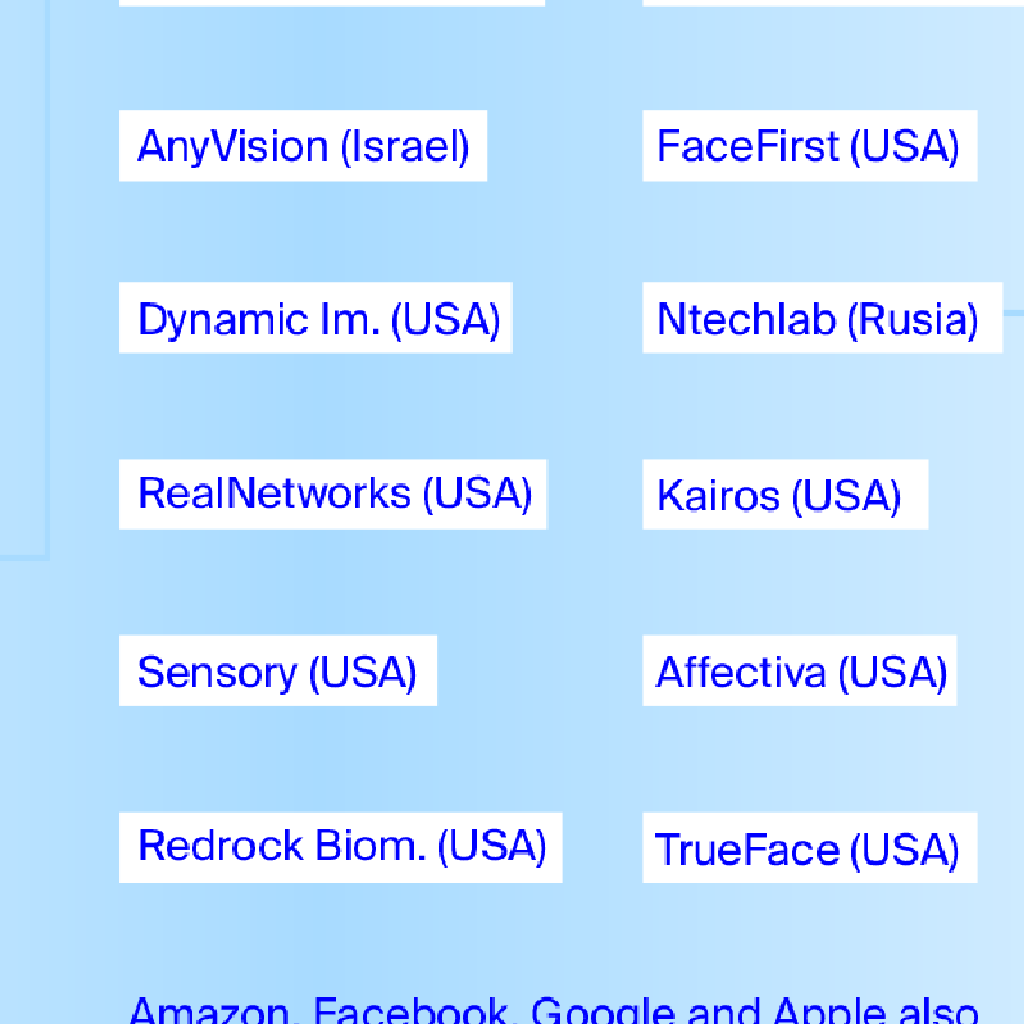 AnyVision (Israel)
FaceFirst (USA)
Dynamic Im. (USA)
Ntechlab (Rusia)
RealNetworks (USA)
Kairos (USA)
Sensory (USA)
Affectiva (USA)
Redrock Biom. (USA)
TrueFace (USA)
Amazon, Facebook, Google and Apple also